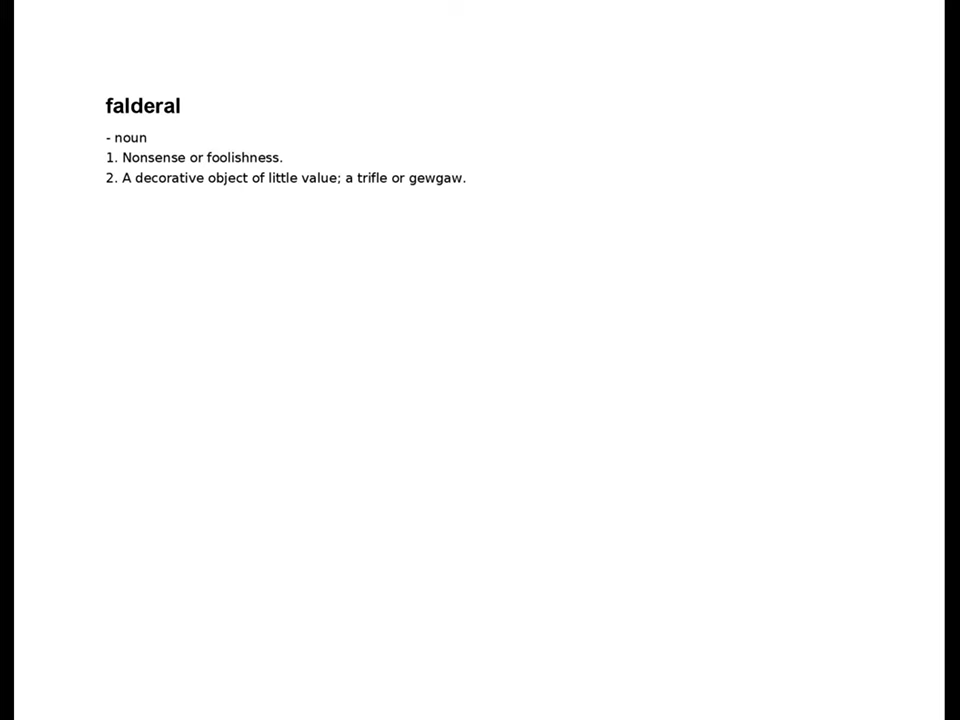 falderal
- noun
1. Nonsense or foolishness.
2. A decorative object of little value; a trifle or gewgaw.